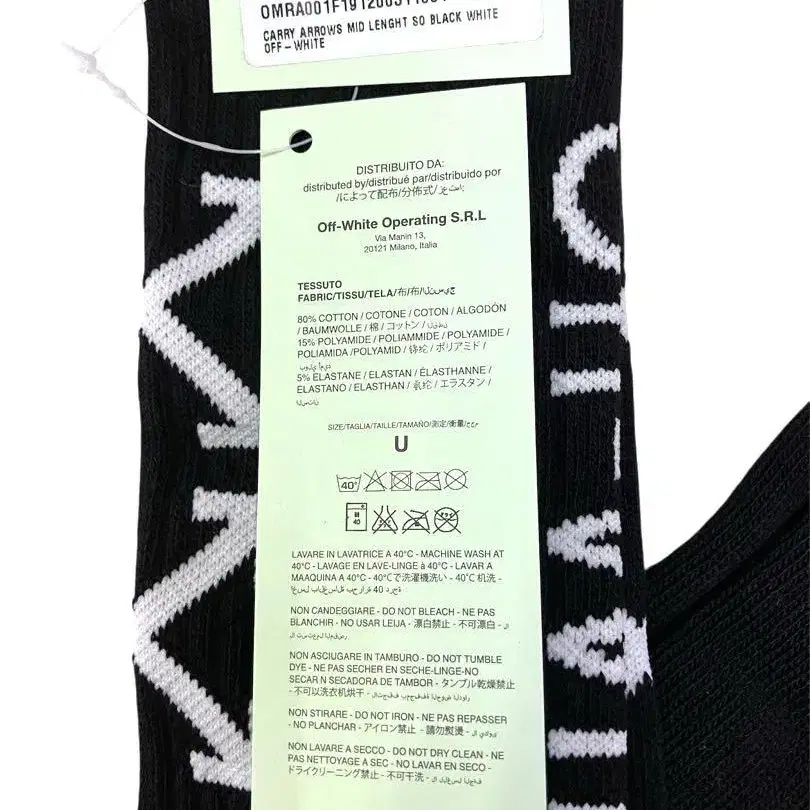 CARRY ARROWS MID LENGHT SO BLACK WHITE
OFF-WHITE
DISTRIBUITO DA:
distributed by/distribué par/distribuido por
/によって配布/分佈式/
Off-White Operating S.R.L
Via Manin 13,
20121 Milano, Italia
TESSUTO
FABRIC/TISSU/TELA/布/布/
80% COTTON / COTONE / COTON / ALGODÓN
/ BAUMWOLLE / 棉 / コットン /
15% POLYAMIDE / POLIAMMIDE / POLYAMIDE /
POLIAMIDA /POLYAMID / / ポリアミド /
5% ELASTANE / ELASTAN / ÉLASTHANNE /
ELASTANO / ELASTHAN / / エラスタン /
SIZE/TAGLIA/TAILLE/TAMAÑO/測定/衡量/
U
40°
40
LAVARE IN LAVATRICE A 40°C - MACHINE WASH AT
40°C - LAVAGE EN LAVE-LINGE à 40°C - LAVAR A
MAAQUINA A 40°C - 40℃で洗濯機洗い - 40℃ 机洗 -
NON CANDEGGIARE - DO NOT BLEACH - NE PAS
BLANCHIR - NO USAR LEIJA - 漂白禁止 - 不可漂白 -
NON ASCIUGARE IN TAMBURO - DO NOT TUMBLE
DYE - NE PAS SECHER EN SECHE-LINGE-NO
SECAR N SECADORA DE TAMBOR - タンブル乾燥禁止
- 不可以洗衣机烘干 -
NON STIRARE - DO NOT IRON - NE PAS REPASSER
- NO PLANCHAR - アイロン禁止 - 請勿熨燙 -
NON LAVARE A SECCO - DO NOT DRY CLEAN - NE
PAS NETTOYAGE A SEC - NO LAVAR EN SECO -
ドライクリーニング禁止 - 不可干洗 -